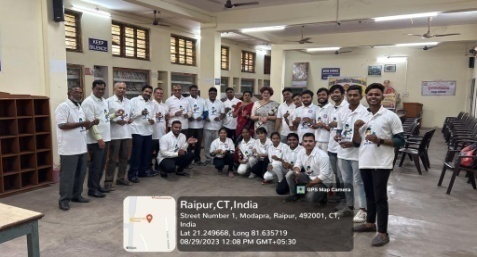 KEEP
SILENCE
GPS Map Camera
Raipur,CT,India
Street Number 1, Modapra, Raipur, 492001, CT,
India
Lat 21.249668, Long 81.635719
08/29/2023 12:08 PM GMT+05:30